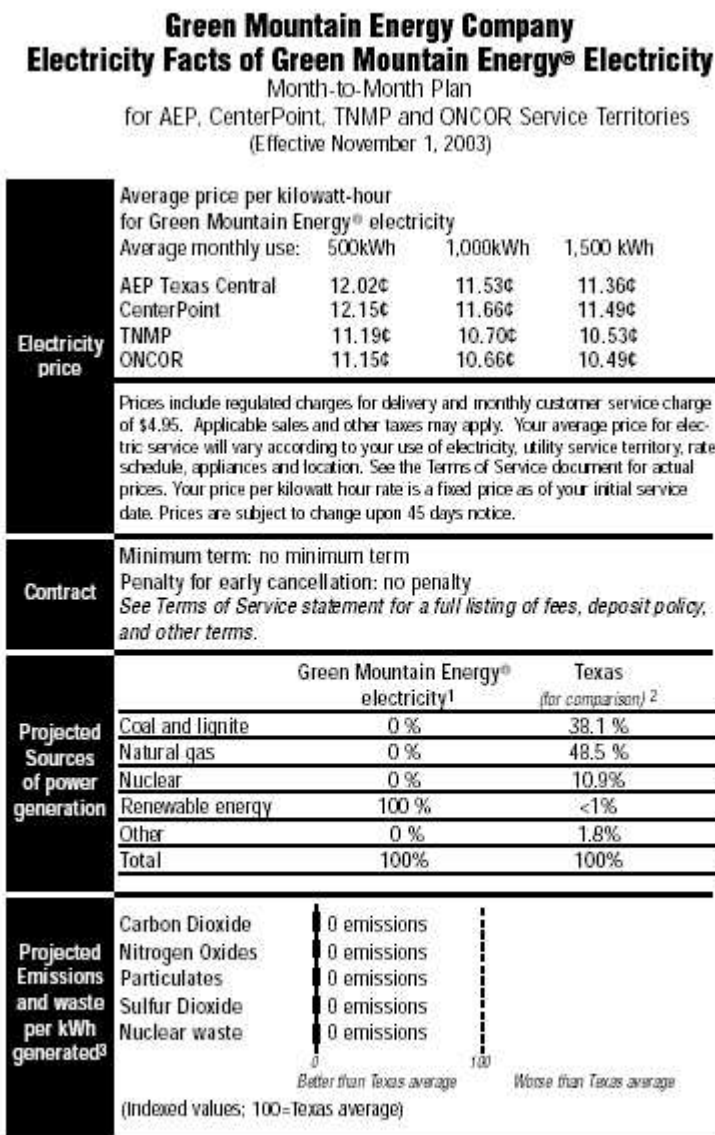 Green Mountain Energy Company
Electricity Facts of Green Mountain Energy® Electricity
Month-to-Month Plan
for AEP, CenterPoint, TNMP and ONCOR Service Territories
(Effective November 1, 2003)
Electricity price
Average price per kilowatt-hour
for Green Mountain Energy® electricity
Average monthly use: 500kWh 1,000kWh 1,500 kWh
AEP Texas Central 12.02¢ 11.53¢ 11.36¢
CenterPoint 12.15¢ 11.66¢ 11.49¢
TNMP 11.19¢ 10.70¢ 10.53¢
ONCOR 11.15¢ 10.66¢ 10.49¢
Prices include regulated charges for delivery and monthly customer service charge
of $4.95. Applicable sales and other taxes may apply. Your average price for elec-
tric service will vary according to your use of electricity, utility service territory, rate
schedule, appliances and location. See the Terms of Service document for actual
prices. Your price per kilowatt hour rate is a fixed price as of your initial service
date. Prices are subject to change upon 45 days notice.
Contract
Minimum term: no minimum term
Penalty for early cancellation: no penalty
See Terms of Service statement for a full listing of fees, deposit policy,
and other terms.
Projected
Sources
of power
generation
Green Mountain Energy® Texas
electricity1 (for comparison) 2
Coal and lignite 0 % 38.1 %
Natural gas 0 % 48.5 %
Nuclear 0 % 10.9%
Renewable energy 100 % <1%
Other 0 % 1.8%
Total 100% 100%
Projected
Emissions
and waste
per kWh
generated3
Carbon Dioxide 0 emissions
Nitrogen Oxides 0 emissions
Particulates 0 emissions
Sulfur Dioxide 0 emissions
Nuclear waste 0 emissions
0 100
Better than Texas average Worse than Texas average
(Indexed values; 100=Texas average)